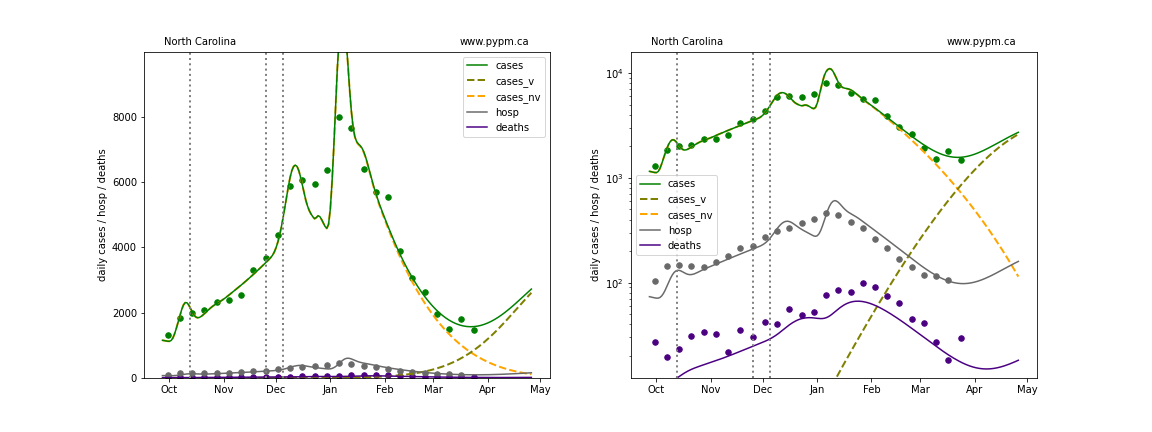 North Carolina
www.pypm.ca
daily cases / hosp / deaths
8000
6000
4000
2000
0
cases
cases_v
cases_nv
hosp
deaths
Oct
Nov
Dec
Jan
Feb
Mar
Apr
May
North Carolina
www.pypm.ca
daily cases / hosp / deaths
10⁴
10³
10²
cases
cases_v
cases_nv
hosp
deaths
Oct
Nov
Dec
Jan
Feb
Mar
Apr
May